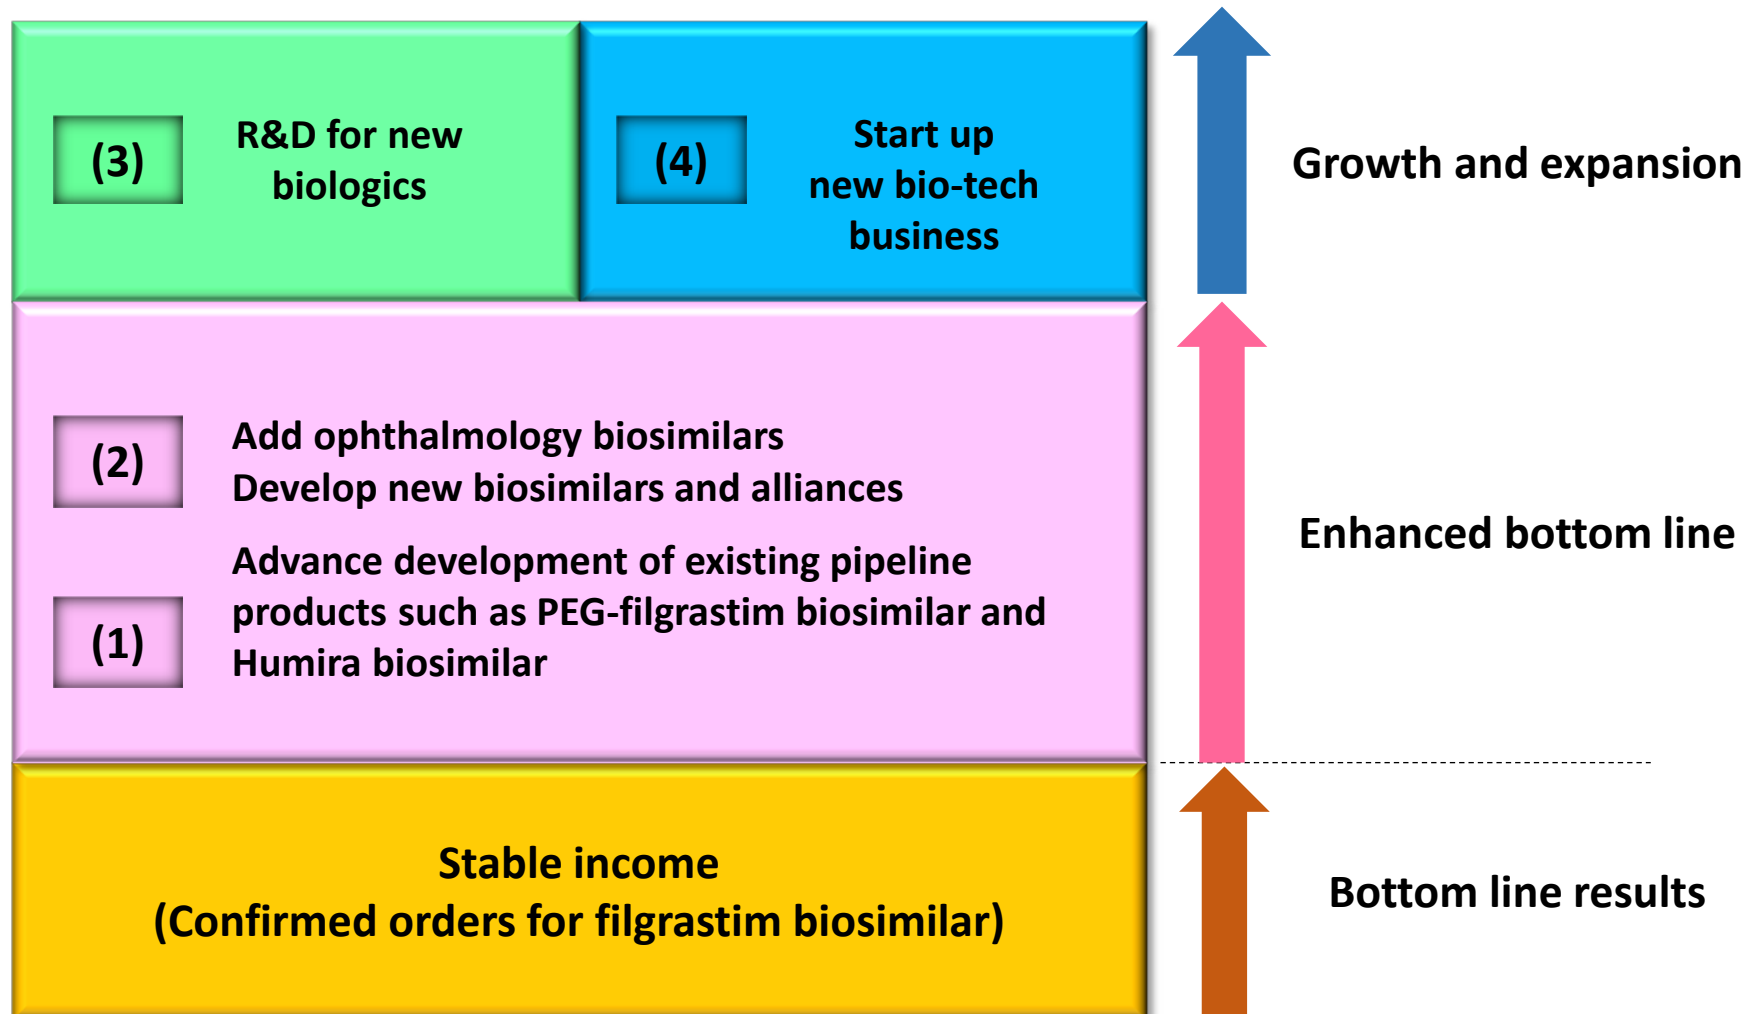 (3)
R&D for new
biologics
(4)
Start up
new bio-tech
business
Growth and expansion
(2)
Add ophthalmology biosimilars
Develop new biosimilars and alliances
(1)
Advance development of existing pipeline
products such as PEG-filgrastim biosimilar and
Humira biosimilar
Enhanced bottom line
Stable income
(Confirmed orders for filgrastim biosimilar)
Bottom line results